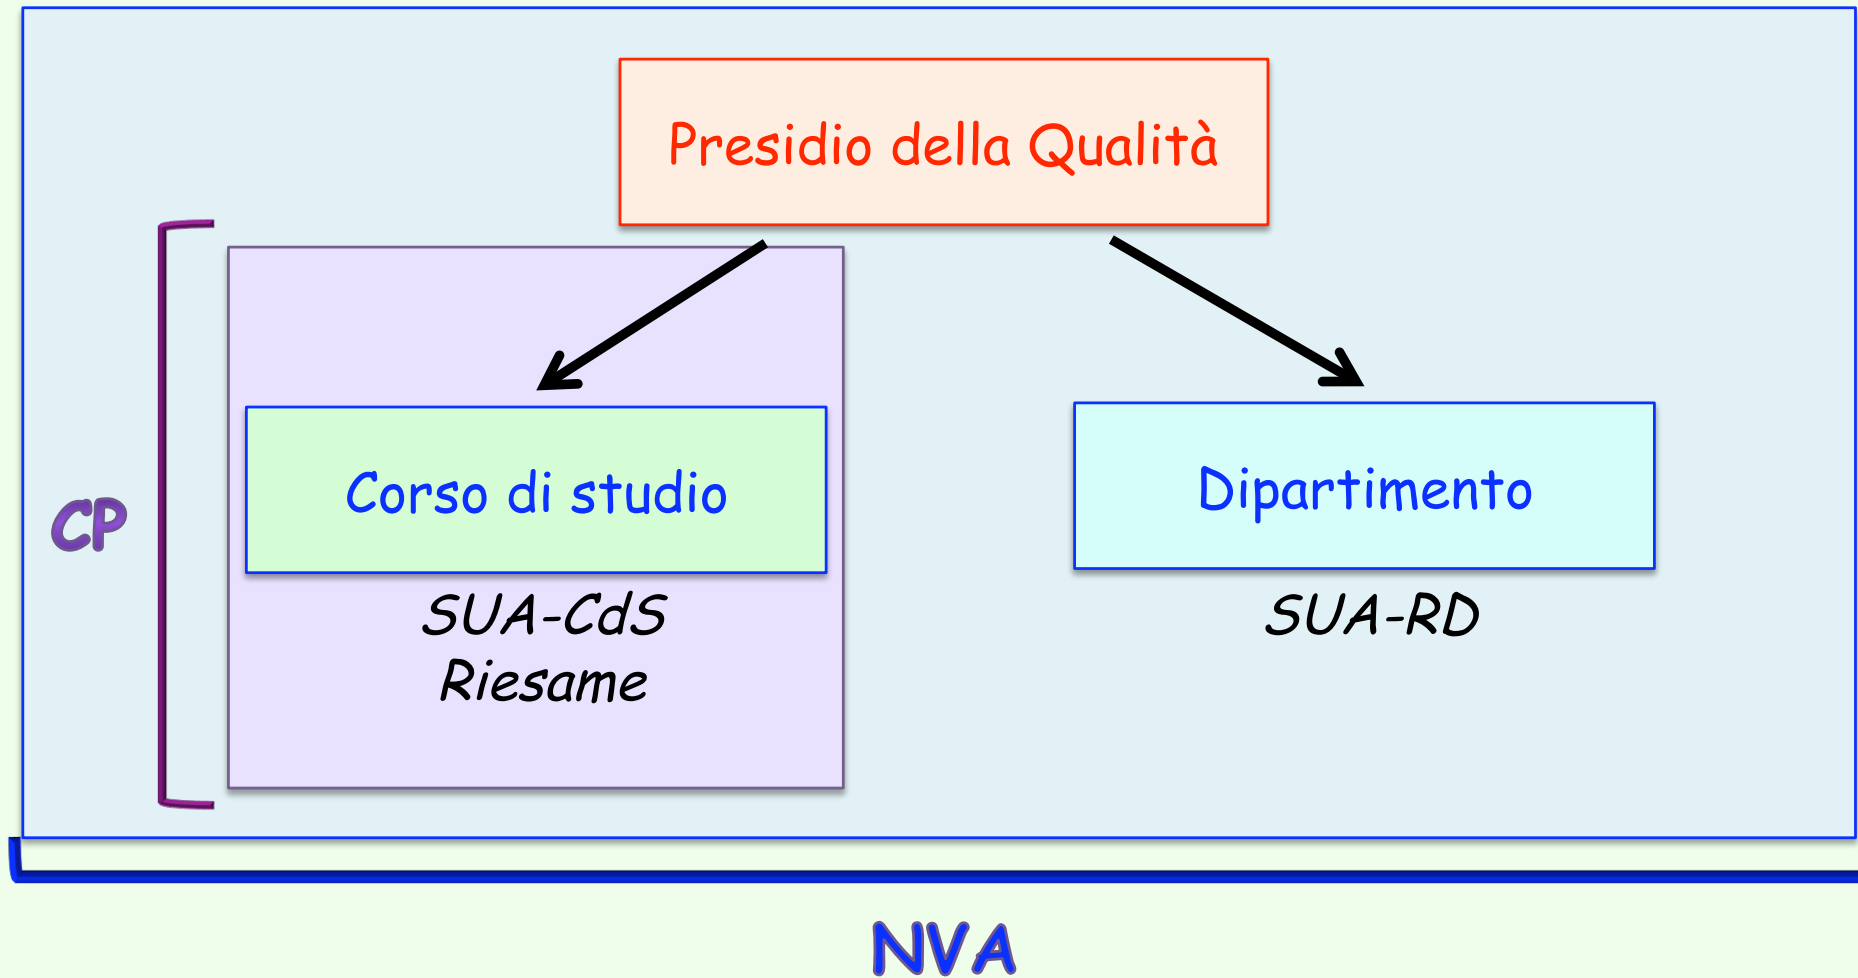 Presidio della Qualità
Corso di studio
Dipartimento
CP
SUA-CdS
SUA-RD
Riesame
NVA